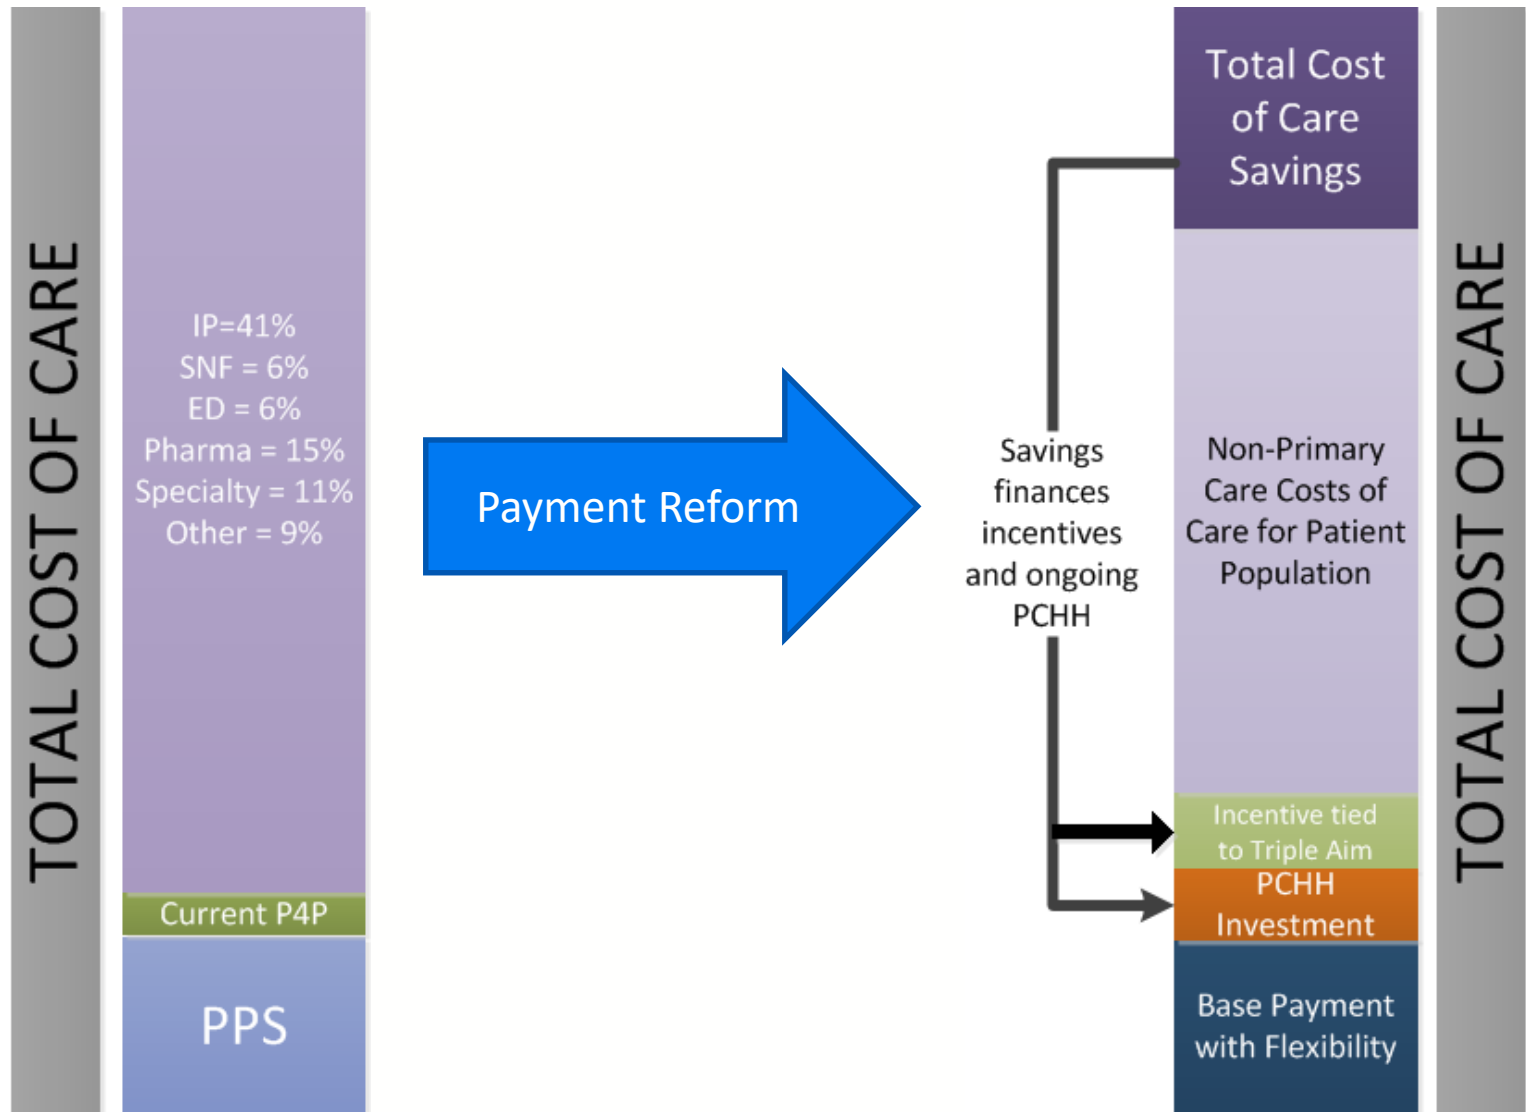 TOTAL COST OF CARE
IP=41%
SNF = 6%
ED = 6%
Pharma = 15%
Specialty = 11%
Other = 9%
Current P4P
PPS
Payment Reform
Savings
finances
incentives
and ongoing
PCHH
Total Cost
of Care
Savings
Non-Primary
Care Costs of
Care for Patient
Population
Incentive tied
to Triple Aim
PCHH
Investment
Base Payment
with Flexibility
TOTAL COST OF CARE